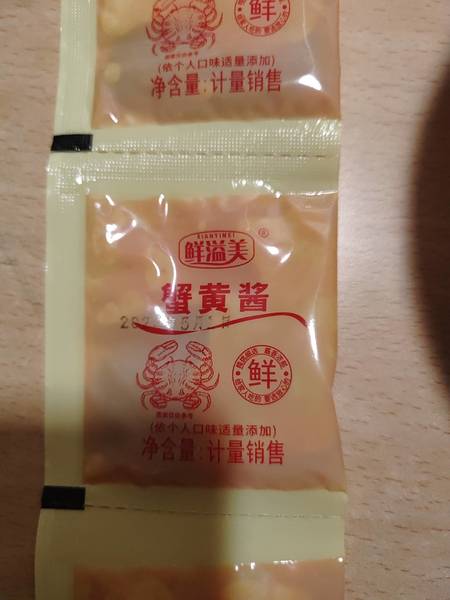 鲜
(依个人口味适量添加)
净含量:计量销售
XIANYIMEI
鲜溢美
®
蟹黄酱
鲜
(依个人口味适量添加)
净含量:计量销售